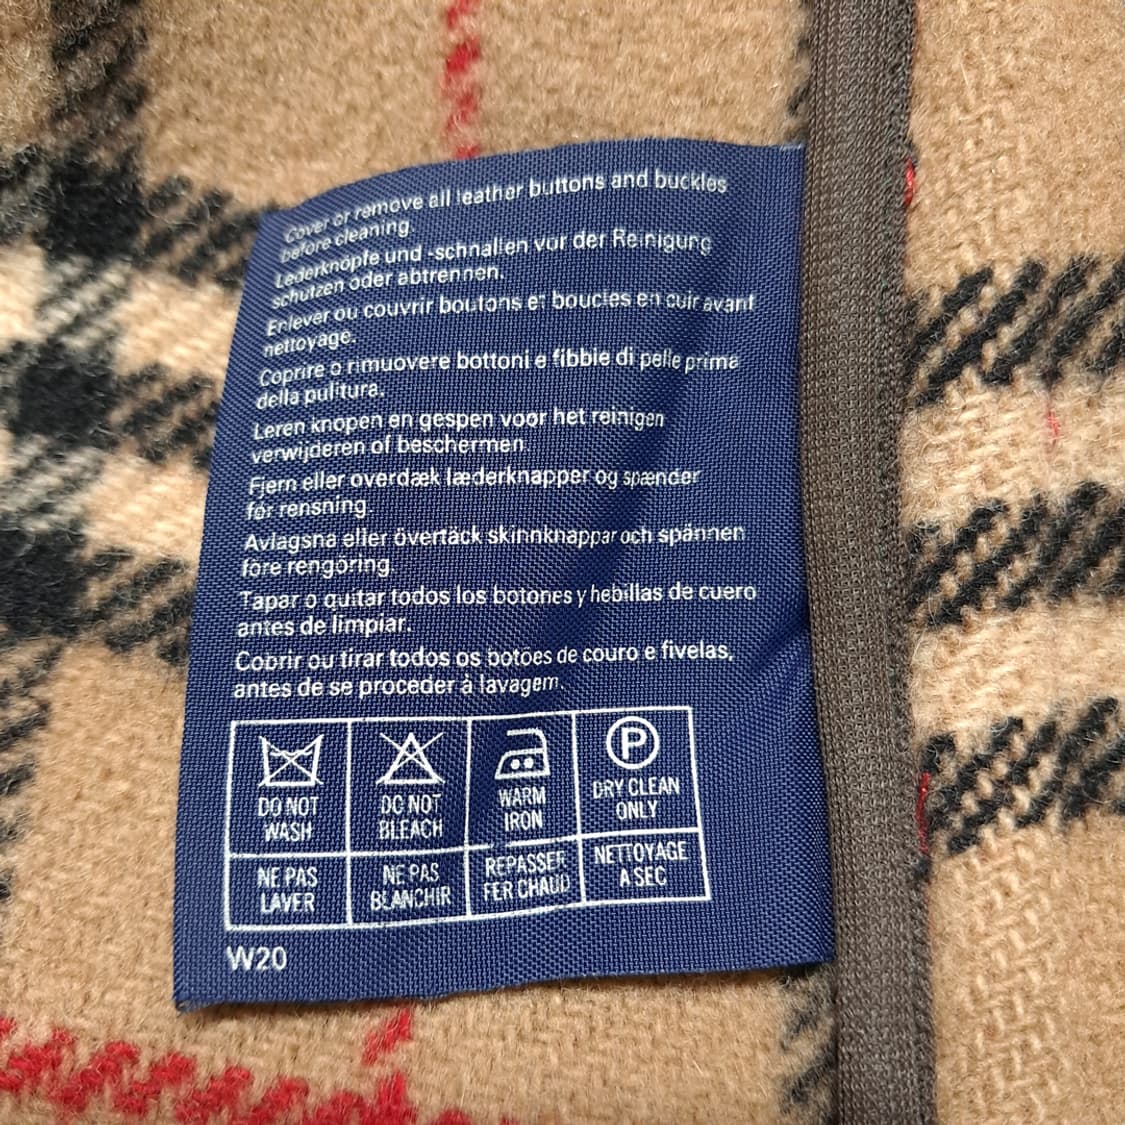 Cover or remove all leather buttons and buckles
before cleaning
Lederknöpfe und -schnallen vor der Reinigung
schützen oder abtrennen.
Enlever ou couvrir boutons et boucles en cuir avant
nettoyage.
Coprire o rimuovere bottoni e fibbie di pelle prima
della pulitura.
Leren knopen en gespen voor het reinigen
verwijderen of beschermen
Fjern eller overdæk læderknapper og spænder
for rensning.
Avlagsna eller övertäck skinnknappar och spännen
före rengöring.
Tapar o quitar todos los botones y hebillas de cuero
antes de limpiar.
Cobrir ou tirar todos os botões de couro e fivelas,
antes de se proceder à lavagem.
P
DO NOT WASH
DO NOT BLEACH
WARM IRON
DRY CLEAN ONLY
NE PAS LAVER
NE PAS BLANCHIR
REPASSER FER CHAUD
NETTOYAGE A SEC
W20